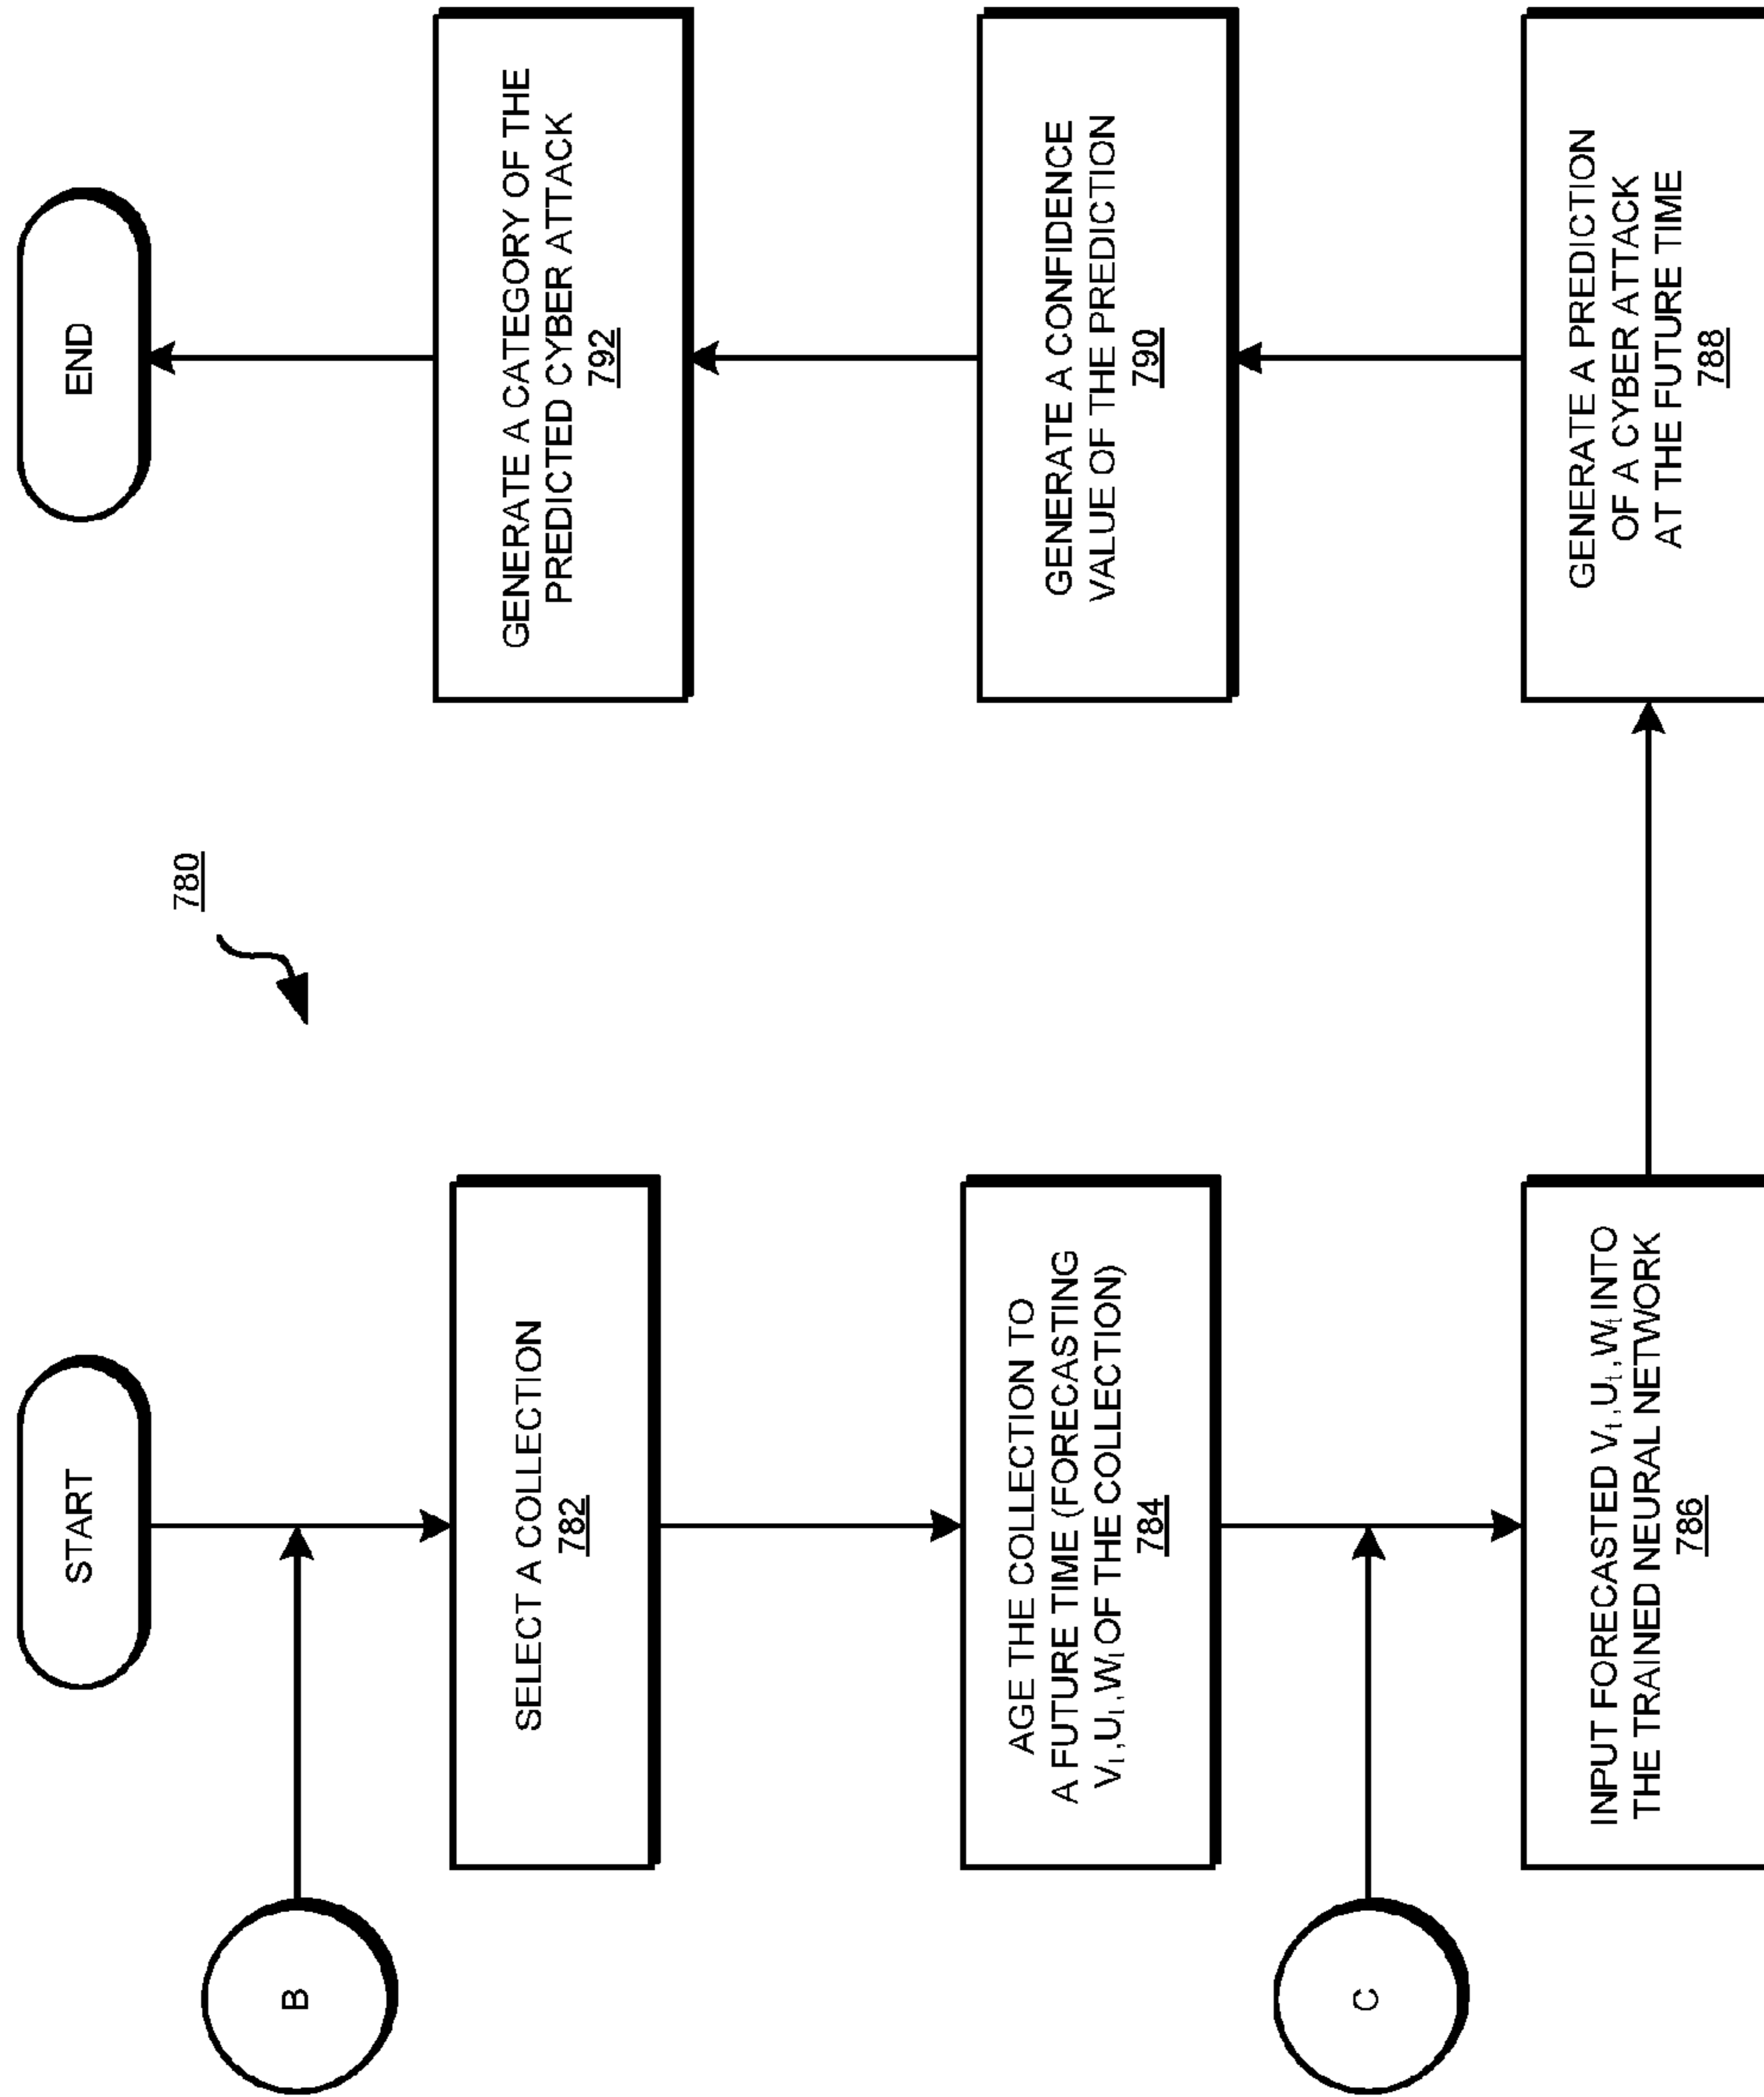 780
START
B
SELECT A COLLECTION
782
AGE THE COLLECTION TO
A FUTURE TIME (FORECASTING
Vt, Ut, Wt OF THE COLLECTION)
784
C
INPUT FORECASTED Vt, Ut, Wt INTO
THE TRAINED NEURAL NETWORK
786
GENERATE A PREDICTION
OF A CYBER ATTACK
AT THE FUTURE TIME
788
GENERATE A CONFIDENCE
VALUE OF THE PREDICTION
790
GENERATE A CATEGORY OF THE
PREDICTED CYBER ATTACK
792
END